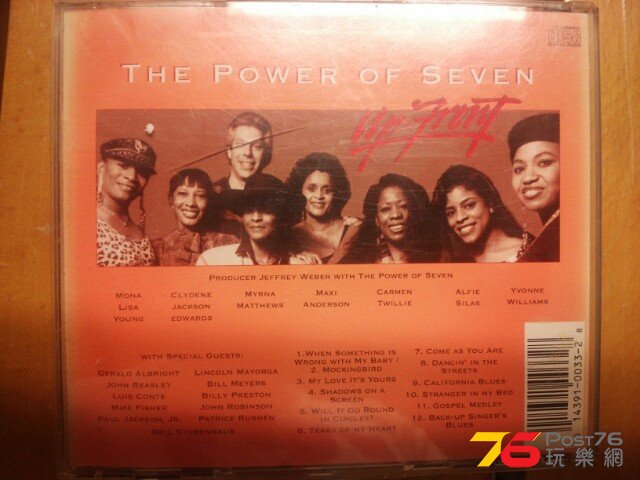 THE POWER OF SEVEN
Up Front
PRODUCER JEFFREY WEBER WITH THE POWER OF SEVEN
MONA LISA YOUNG
CLYDENE JACKSON EDWARDS
MYRNA MATTHEWS
MAXI ANDERSON
CARMEN TWILLIE
ALFIE SILAS
YVONNE WILLIAMS
WITH SPECIAL GUESTS:
GERALD ALBRIGHT
JOHN BEASLEY
LUIS CONTE
MIKE FISHER
PAUL JACKSON, JR.
LINCOLN MAYORGA
BILL MEYERS
BILLY PRESTON
JOHN ROBINSON
PATRICE RUSHEN
NEIL STUBENHAUS
1. WHEN SOMETHING IS
WRONG WITH MY BABY /
2. MOCKINGBIRD
3. MY LOVE IT'S YOURS
4. SHADOWS ON A
SCREEN
5. WILL IT GO ROUND
IN CIRCLES?
6. TEARS OF MY HEART
7. COME AS YOU ARE
8. DANCIN' IN THE
STREETS
9. CALIFORNIA BLUES
10. STRANGER IN MY BED
11. GOSPEL MEDLEY
12. BACK-UP SINGER'S
BLUES
14391-0033-2 8
76 POST76
玩樂網